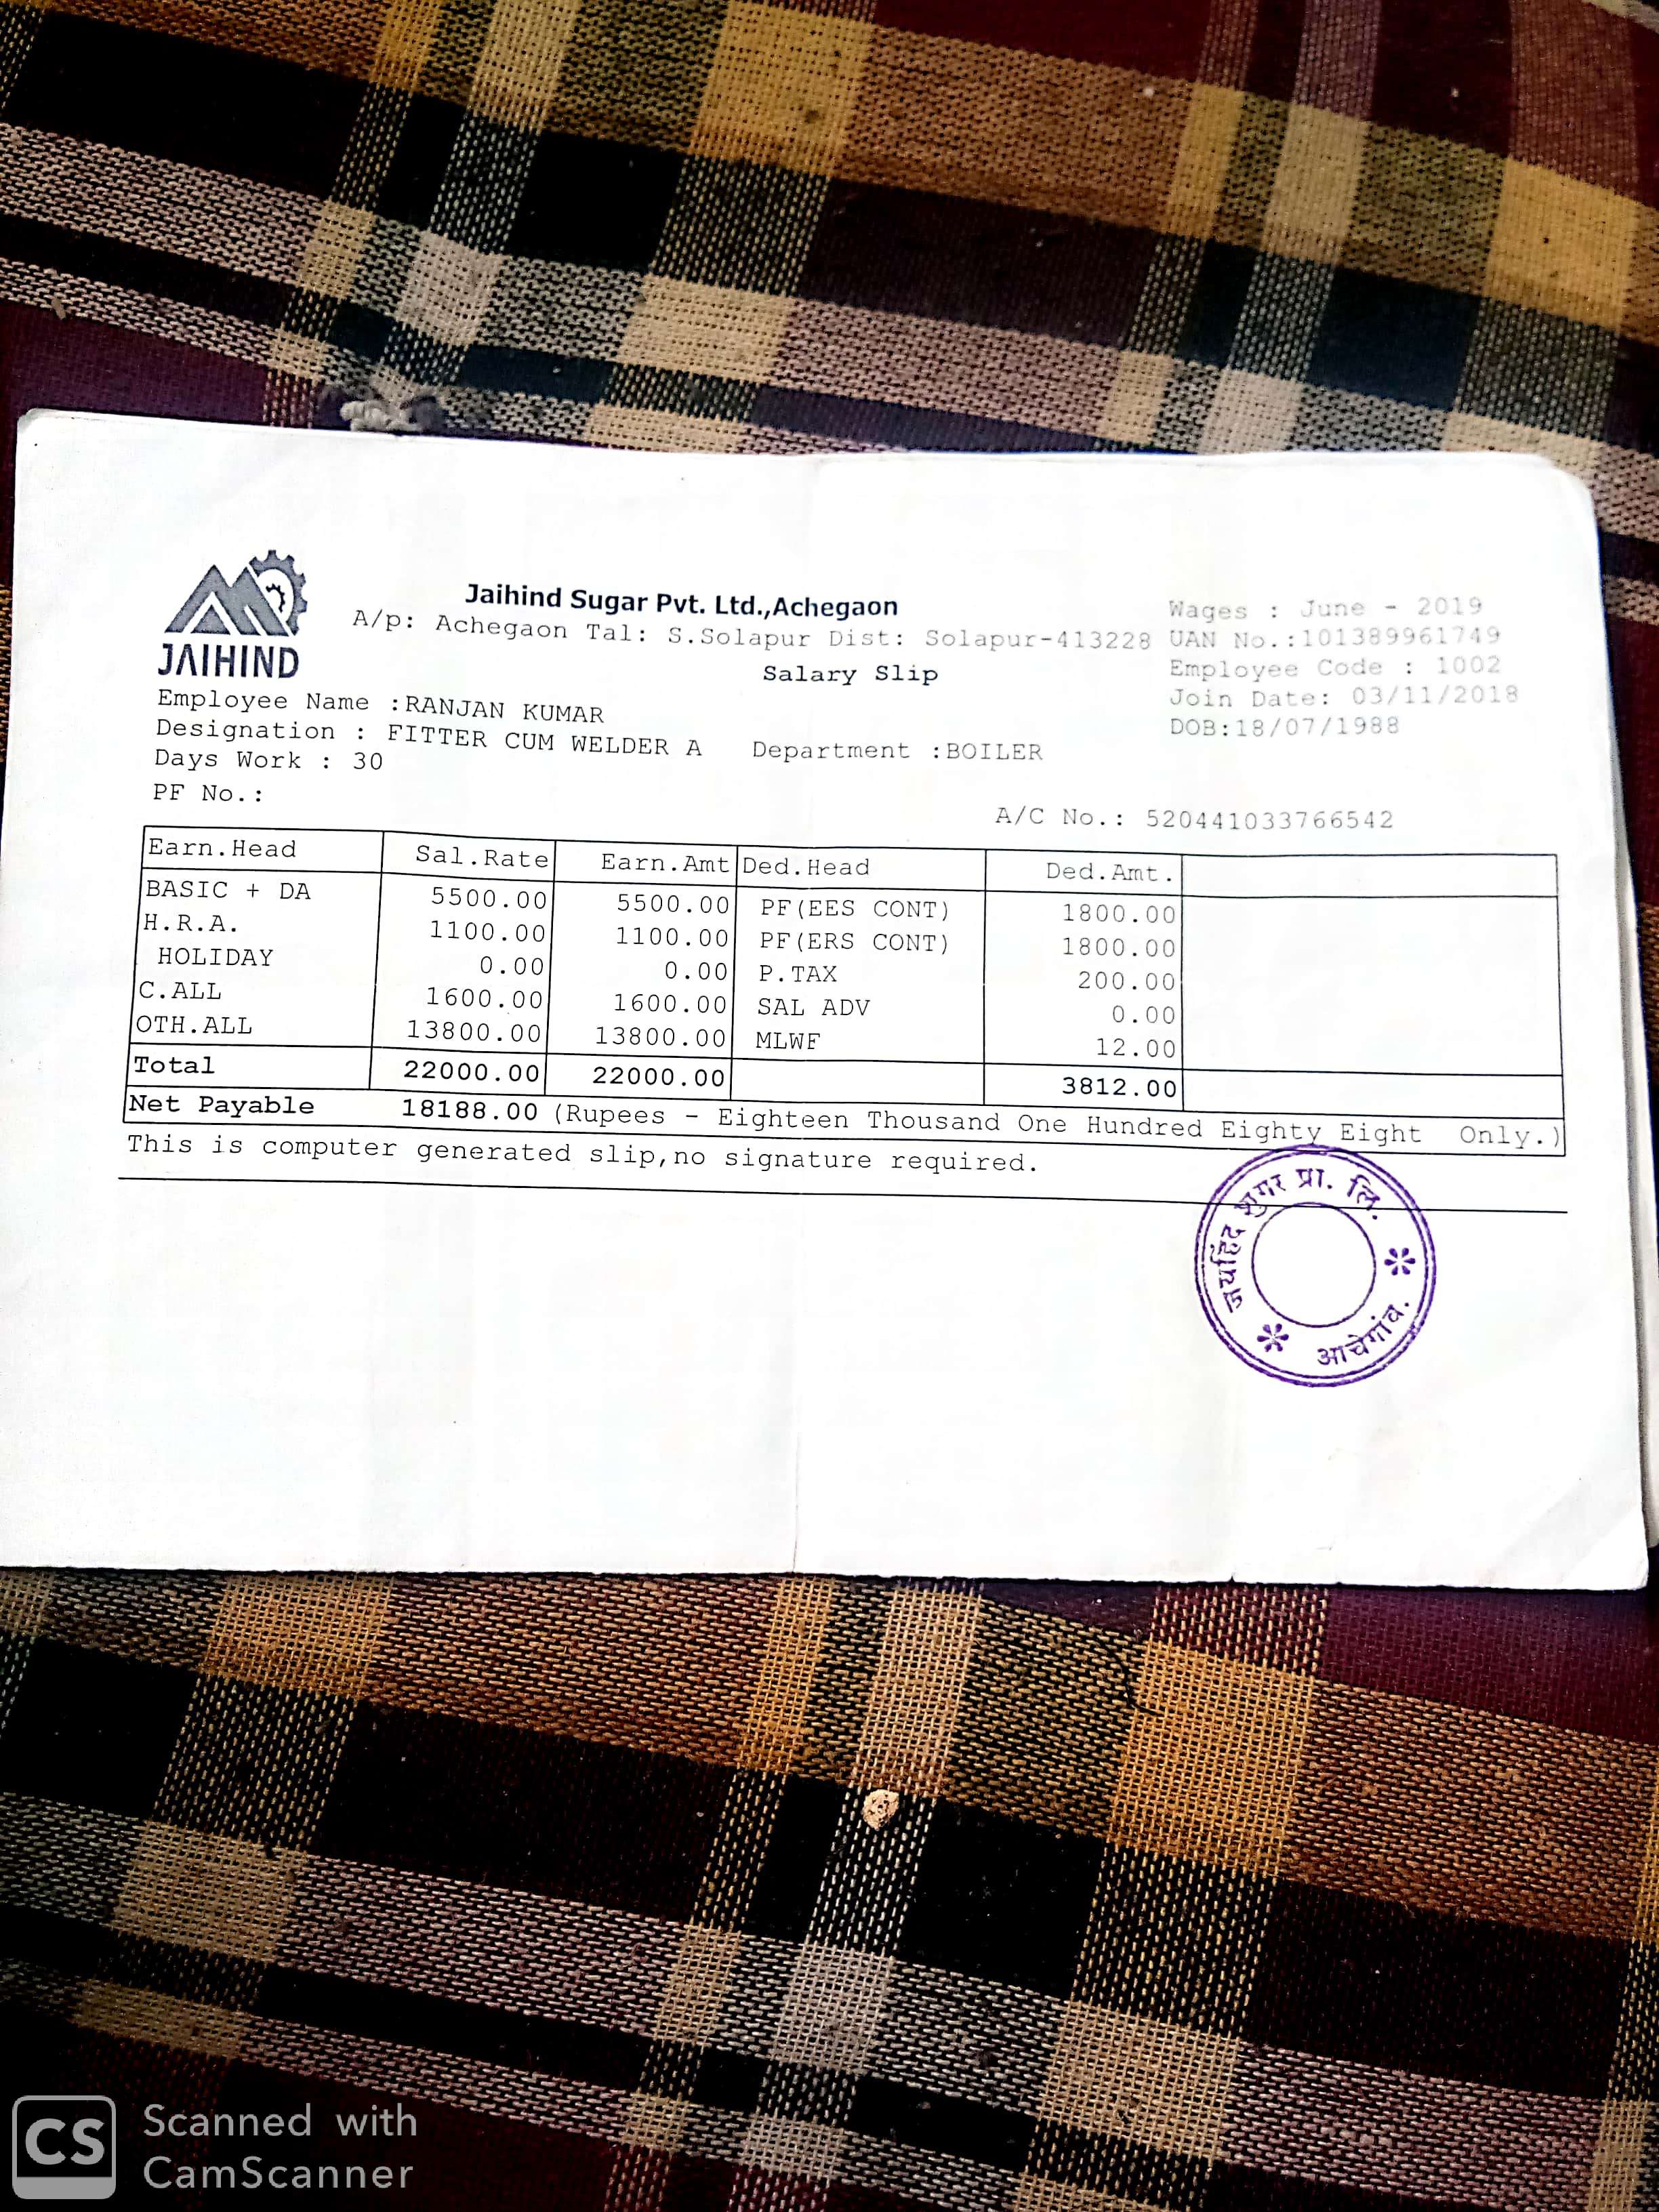 JAIHIND
Jaihind Sugar Pvt. Ltd.,Achegaon
A/p: Achegaon Tal: S.Solapur Dist: Solapur-413228
Salary Slip
Wages : June - 2019
UAN No.:101389961749
Employee Code : 1002
Join Date: 03/11/2018
DOB:18/07/1988
Employee Name :RANJAN KUMAR
Designation : FITTER CUM WELDER A Department :BOILER
Days Work : 30
PF No.:
A/C No.: 520441033766542
Earn.Head Sal.Rate Earn.Amt Ded.Head Ded.Amt.
BASIC + DA 5500.00 5500.00 PF(EES CONT) 1800.00
H.R.A. 1100.00 1100.00 PF(ERS CONT) 1800.00
HOLIDAY 0.00 0.00 P.TAX 200.00
C.ALL 1600.00 1600.00 SAL ADV 0.00
OTH.ALL 13800.00 13800.00 MLWF 12.00
Total 22000.00 22000.00 3812.00
Net Payable 18188.00 (Rupees - Eighteen Thousand One Hundred Eighty Eight Only.)
This is computer generated slip,no signature required.
जयहिंद शुगर प्रा. लि.
आचेगांव.
CS Scanned with
CamScanner